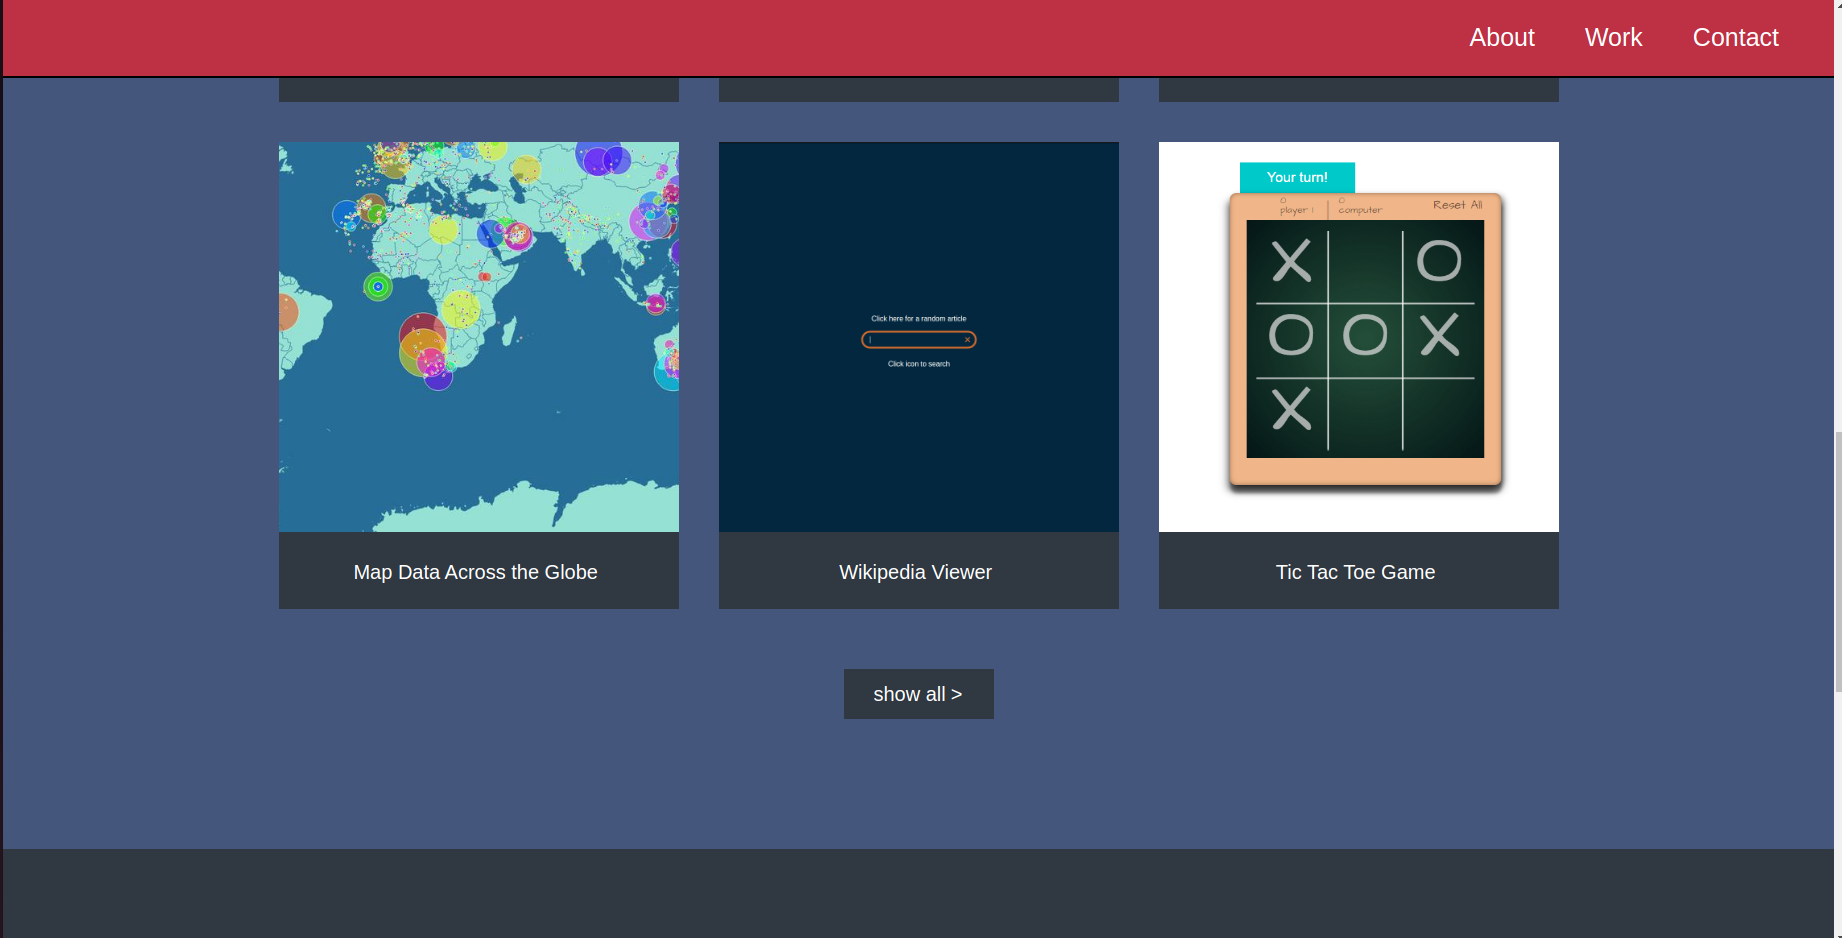 About Work Contact
Your turn!
0 0
player 1 computer Reset All
X O
O O X
X
Click here for a random article
Click icon to search
Map Data Across the Globe
Wikipedia Viewer
Tic Tac Toe Game
show all >